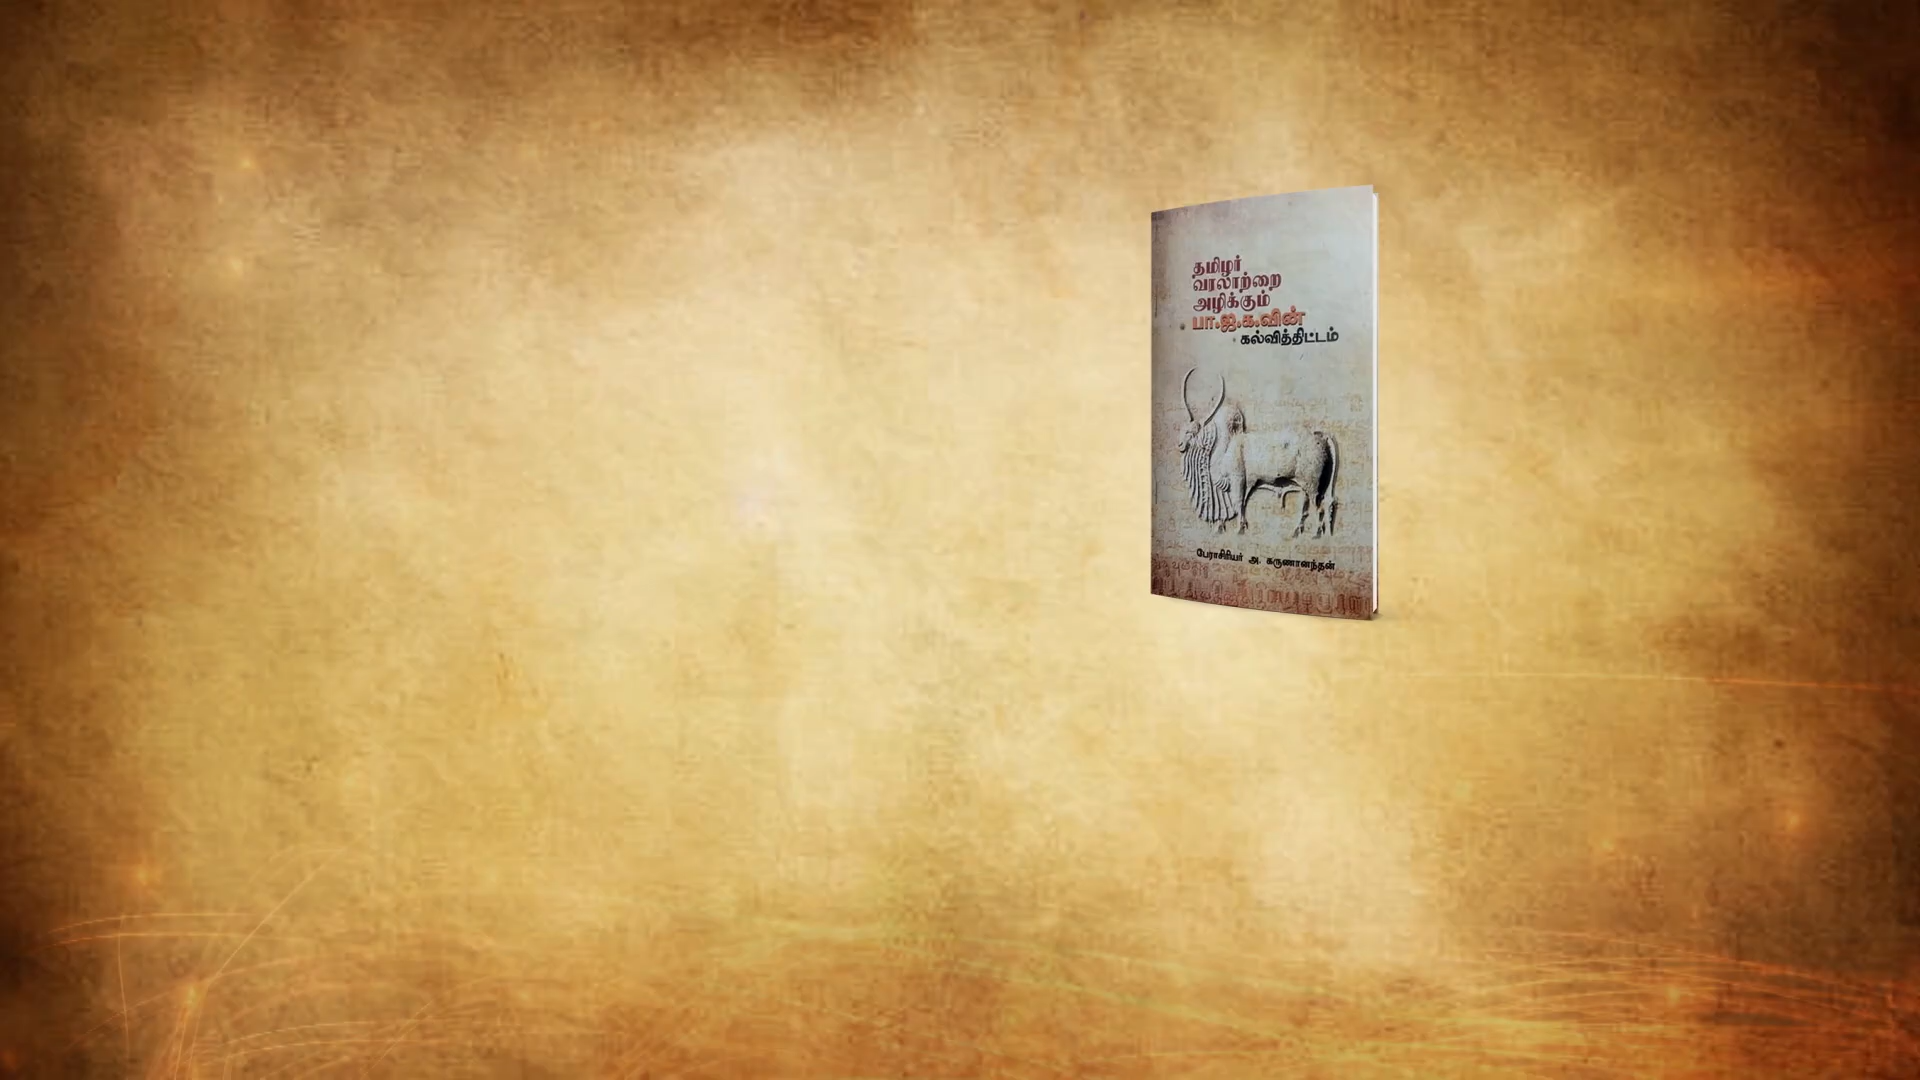 தமிழர்
வரலாற்றை
அழிக்கும்
பா.ஜ.க.வின்
கல்வித்திட்டம்
பேராசிரியர் அ. கருணானந்தன்